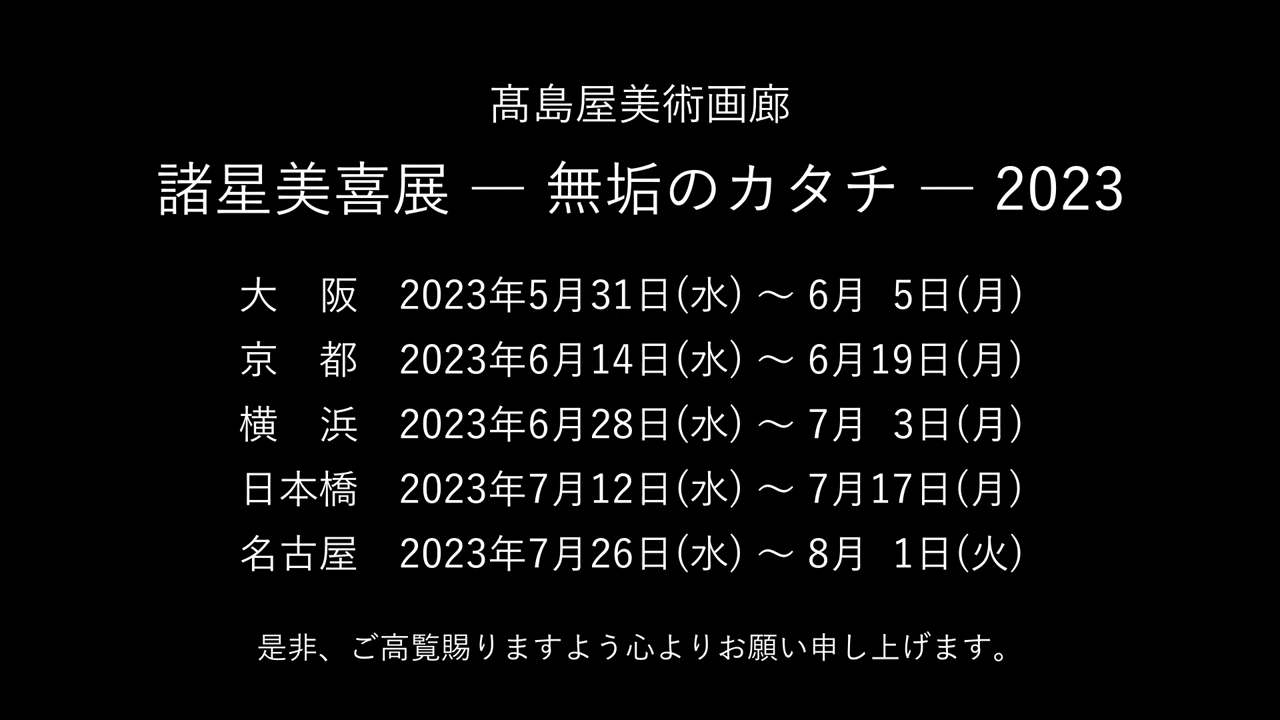 髙島屋美術画廊
諸星美喜展 ― 無垢のカタチ ― 2023
大　阪　2023年5月31日(水) ～ 6月  5日(月)
京　都　2023年6月14日(水) ～ 6月19日(月)
横　浜　2023年6月28日(水) ～ 7月  3日(月)
日本橋　2023年7月12日(水) ～ 7月17日(月)
名古屋　2023年7月26日(水) ～ 8月  1日(火)
是非、ご高覧賜りますよう心よりお願い申し上げます。